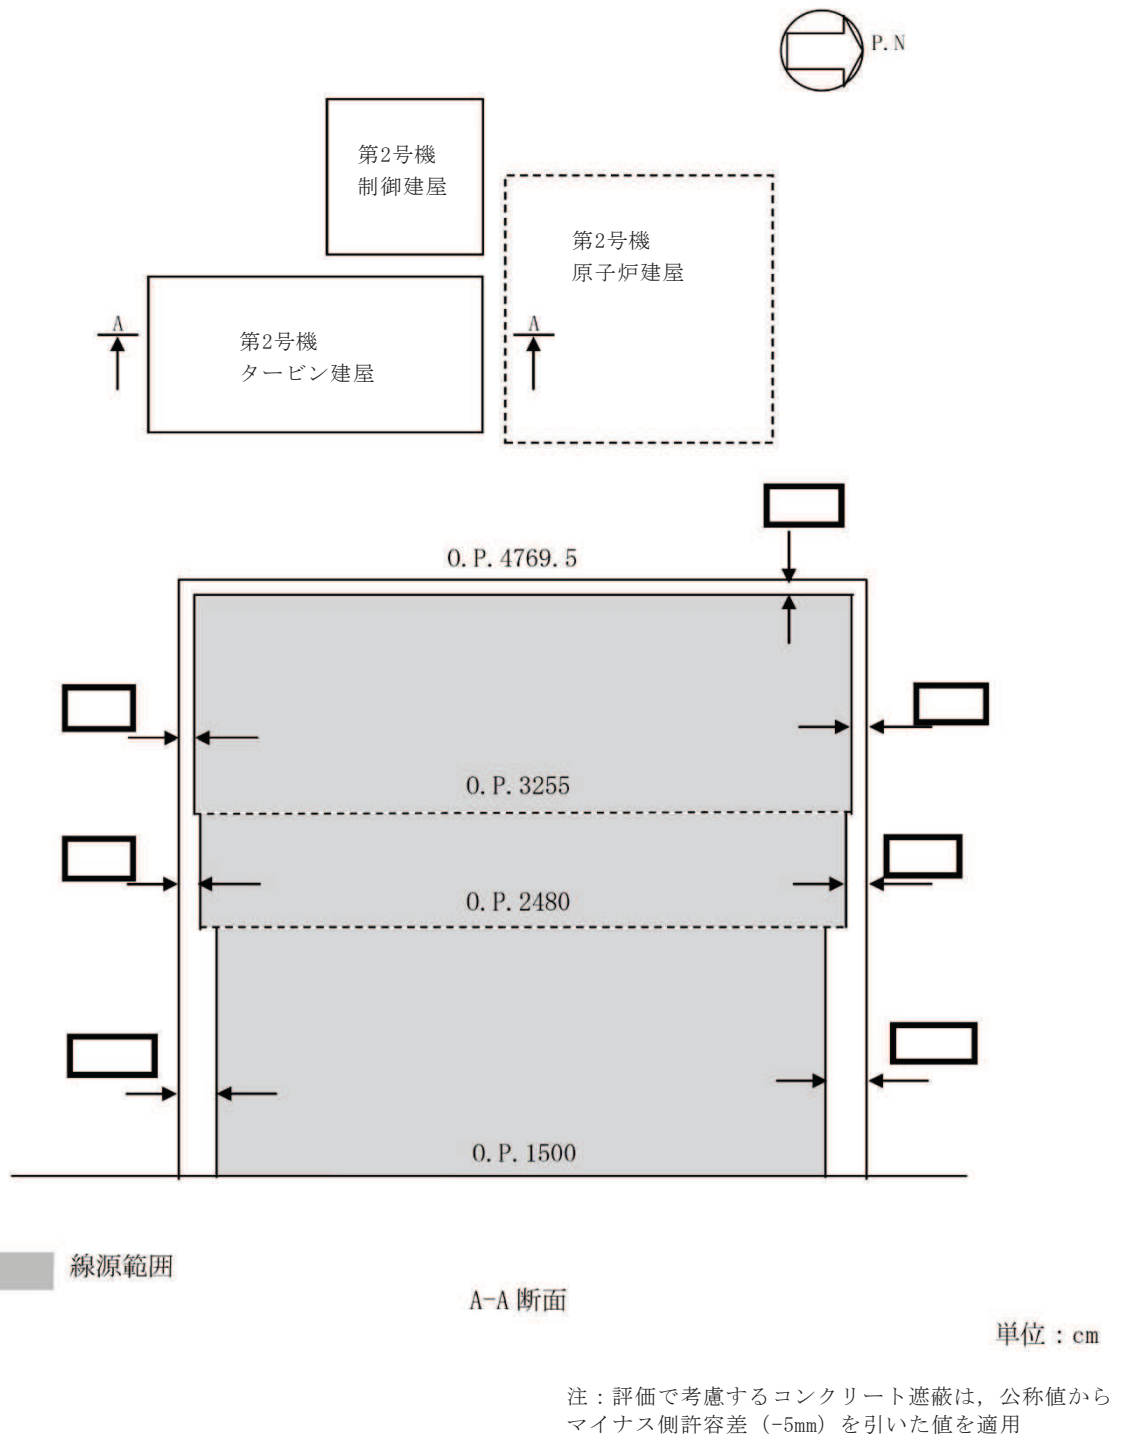 P.N
第2号機
制御建屋
第2号機
原子炉建屋
A
A
第2号機
タービン建屋
O.P.4769.5
O.P.3255
O.P.2480
O.P.1500
線源範囲
A-A 断面
単位：cm
注：評価で考慮するコンクリート遮蔽は，公称値から
マイナス側許容差（-5mm）を引いた値を適用